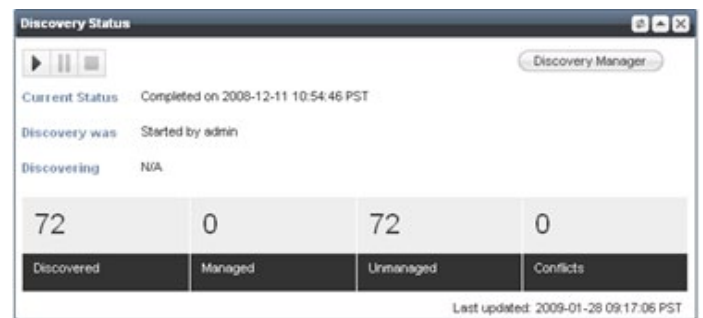 Discovery Status
Discovery Manager
Current Status Completed on 2008-12-11 10:54:46 PST
Discovery was Started by admin
Discovering N/A
72 0 72 0
Discovered Managed Unmanaged Conflicts
Last updated: 2009-01-28 09:17:06 PST